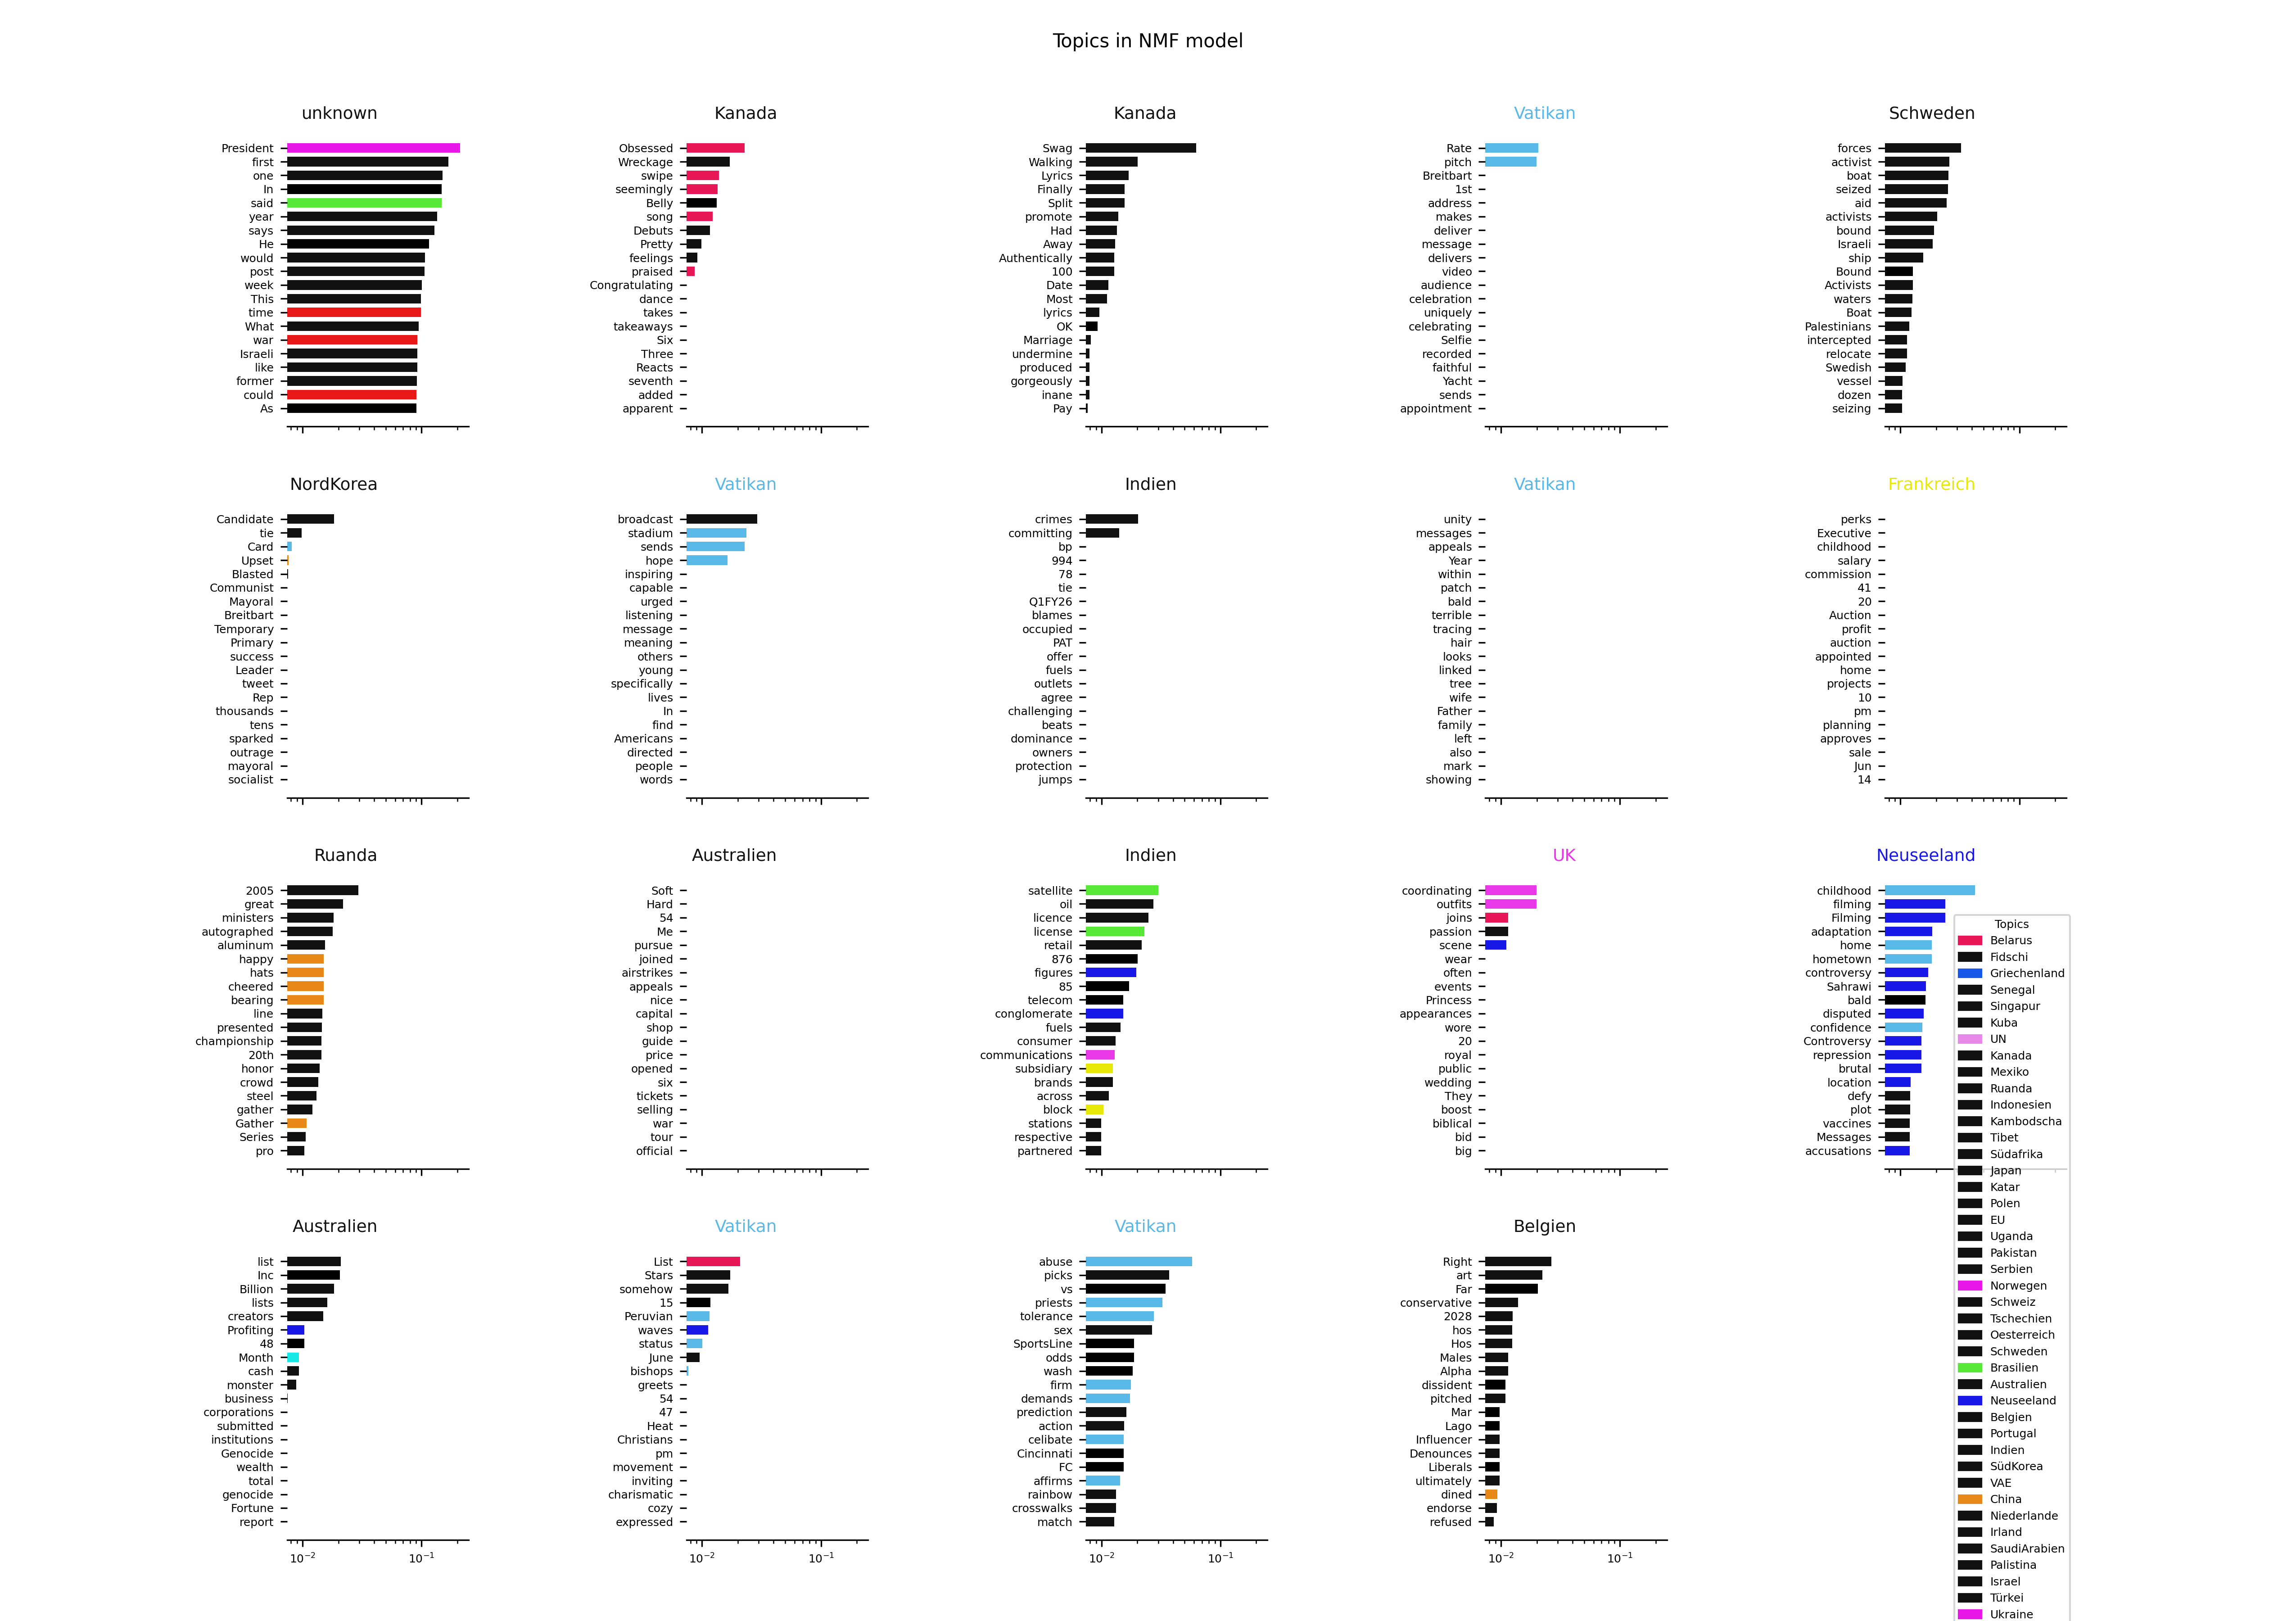 Topics in NMF model
unknown
President
first
one
In
said
year
says
He
would
post
week
This
time
What
war
Israeli
like
former
could
As
Kanada
Obsessed
Wreckage
swipe
seemingly
Belly
song
Debuts
Pretty
feelings
praised
Congratulating
dance
takes
takeaways
Six
Three
Reacts
seventh
added
apparent
Kanada
Swag
Walking
Lyrics
Finally
Split
promote
Had
Away
Authentically
100
Date
Most
lyrics
OK
Marriage
undermine
produced
gorgeously
inane
Pay
Vatikan
Rate
pitch
Breitbart
1st
address
makes
deliver
message
delivers
video
audience
celebration
uniquely
celebrating
Selfie
recorded
faithful
Yacht
sends
appointment
Schweden
forces
activist
boat
seized
aid
activists
bound
Israeli
ship
Bound
Activists
waters
Boat
Palestinians
intercepted
relocate
Swedish
vessel
dozen
seizing
NordKorea
Candidate
tie
Card
Upset
Blasted
Communist
Mayoral
Breitbart
Temporary
Primary
success
Leader
tweet
Rep
thousands
tens
sparked
outrage
mayoral
socialist
Vatikan
broadcast
stadium
sends
hope
inspiring
capable
urged
listening
message
meaning
others
young
specifically
lives
In
find
Americans
directed
people
words
Indien
crimes
committing
bp
994
78
tie
Q1FY26
blames
occupied
PAT
offer
fuels
outlets
agree
challenging
beats
dominance
owners
protection
jumps
Vatikan
unity
messages
appeals
Year
within
patch
bald
terrible
tracing
hair
looks
linked
tree
wife
Father
family
left
also
mark
showing
Frankreich
perks
Executive
childhood
salary
commission
41
20
Auction
profit
auction
appointed
home
projects
10
pm
planning
approves
sale
Jun
14
Ruanda
2005
great
ministers
autographed
aluminum
happy
hats
cheered
bearing
line
presented
championship
20th
honor
crowd
steel
gather
Gather
Series
pro
Australien
Soft
Hard
54
Me
pursue
joined
airstrikes
appeals
nice
capital
shop
guide
price
opened
six
tickets
selling
war
tour
official
Indien
satellite
oil
licence
license
retail
876
figures
85
telecom
conglomerate
fuels
consumer
communications
subsidiary
brands
across
block
stations
respective
partnered
UK
coordinating
outfits
joins
passion
scene
wear
often
events
Princess
appearances
wore
20
royal
public
wedding
They
boost
biblical
bid
big
Neuseeland
childhood
filming
Filming
adaptation
home
hometown
controversy
Sahrawi
bald
disputed
confidence
Controversy
repression
brutal
location
defy
plot
vaccines
Messages
accusations
Australien
list
Inc
Billion
lists
creators
Profiting
48
Month
cash
monster
business
corporations
submitted
institutions
Genocide
wealth
total
genocide
Fortune
report
10⁻² 10⁻¹
Vatikan
List
Stars
somehow
15
Peruvian
waves
status
June
bishops
greets
54
47
Heat
Christians
pm
movement
inviting
charismatic
cozy
expressed
10⁻² 10⁻¹
Vatikan
abuse
picks
vs
priests
tolerance
sex
SportsLine
odds
wash
firm
demands
prediction
action
celibate
Cincinnati
FC
affirms
rainbow
crosswalks
match
10⁻² 10⁻¹
Belgien
Right
art
Far
conservative
2028
hos
Hos
Males
Alpha
dissident
pitched
Mar
Lago
Influencer
Denounces
Liberals
ultimately
dined
endorse
refused
10⁻² 10⁻¹
Topics
Belarus
Fidschi
Griechenland
Senegal
Singapur
Kuba
UN
Kanada
Mexiko
Ruanda
Indonesien
Kambodscha
Tibet
Südafrika
Japan
Katar
Polen
EU
Uganda
Pakistan
Serbien
Norwegen
Schweiz
Tschechien
Oesterreich
Schweden
Brasilien
Australien
Neuseeland
Belgien
Portugal
Indien
SüdKorea
VAE
China
Niederlande
Irland
SaudiArabien
Palistina
Israel
Türkei
Ukraine